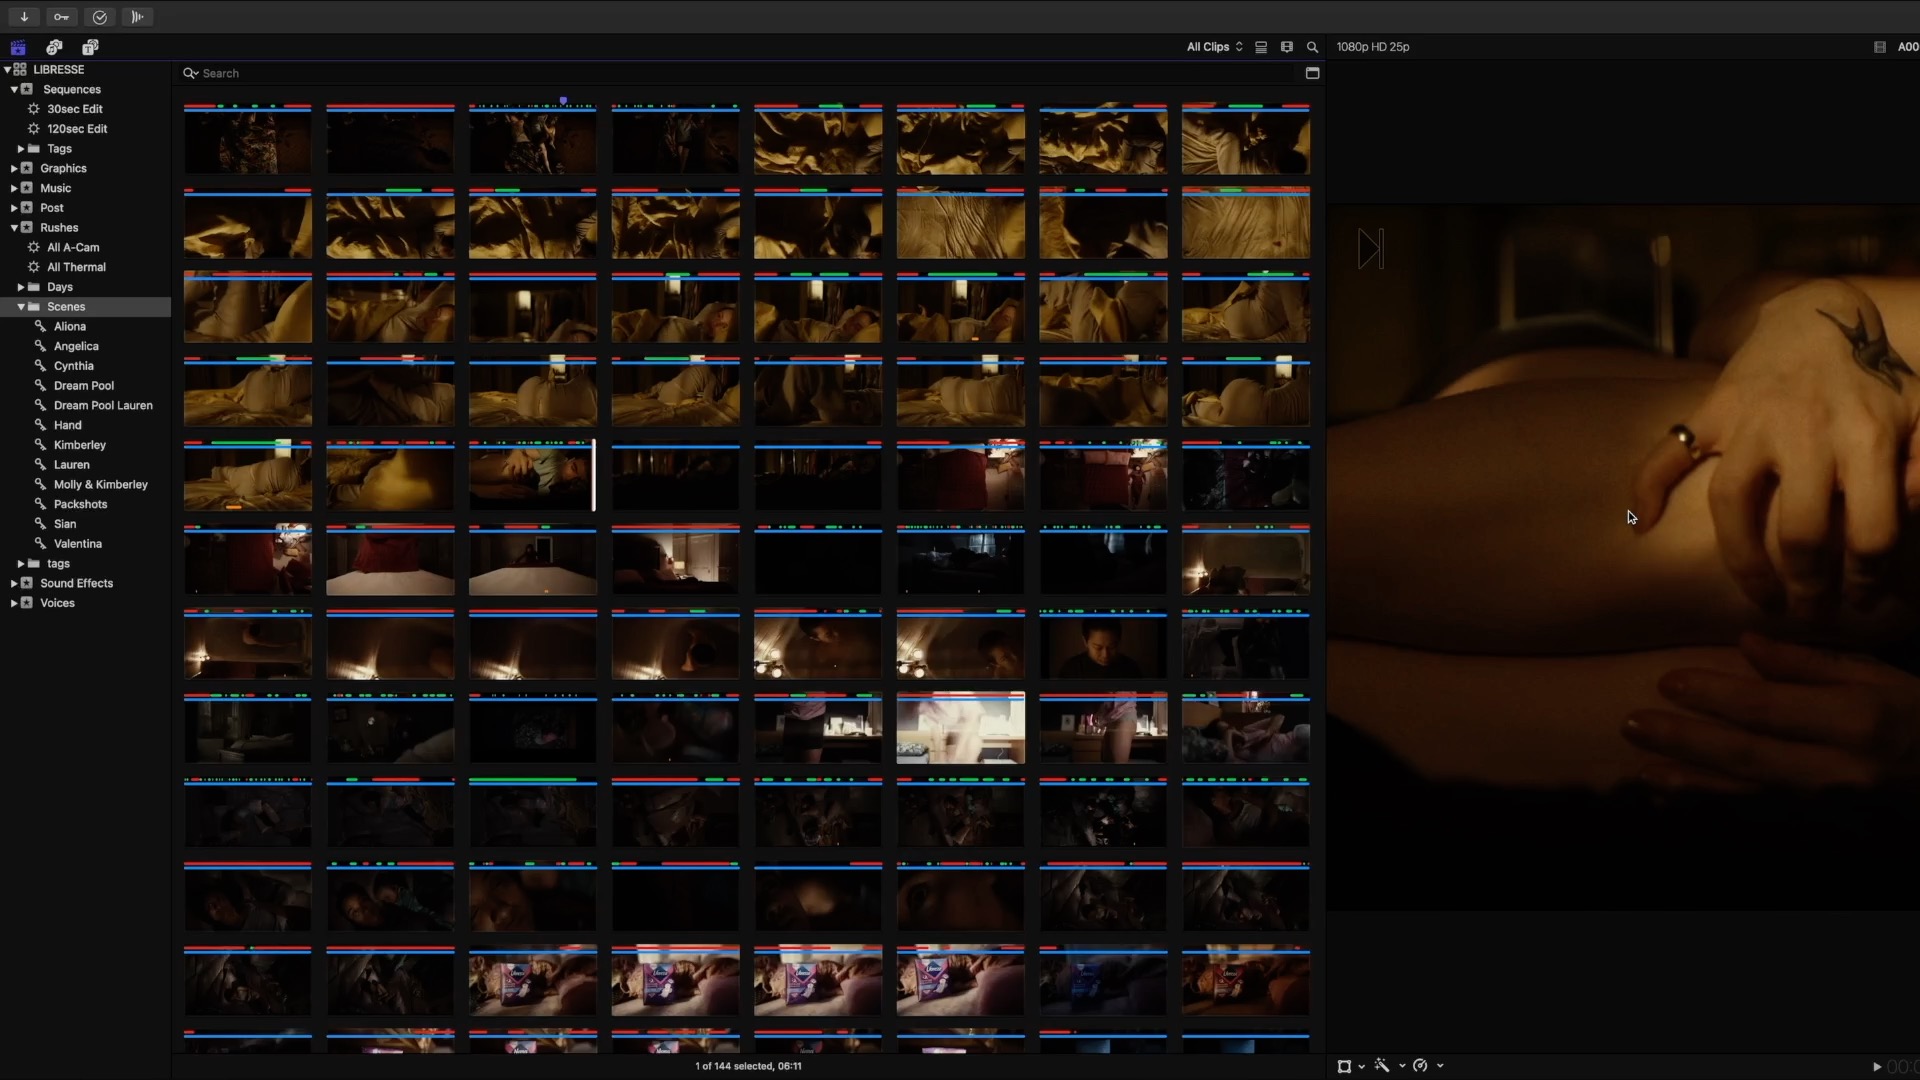 All Clips
1080p HD 25p
A00
LIBRESSE
Search
Sequences
30sec Edit
120sec Edit
Tags
Graphics
Music
Post
Rushes
All A-Cam
All Thermal
Days
Scenes
Aliona
Angelica
Cynthia
Dream Pool
Dream Pool Lauren
Hand
Kimberley
Lauren
Molly & Kimberley
Packshots
Sian
Valentina
tags
Sound Effects
Voices
1 of 144 selected, 06:11